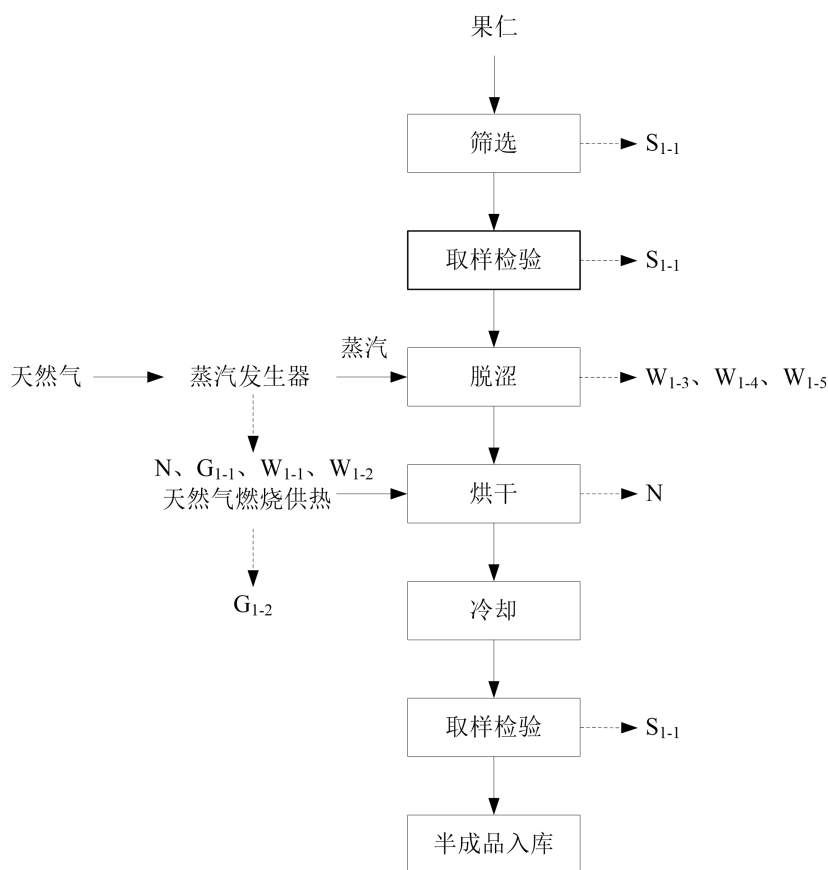 果仁
筛选
S1-1
取样检验
S1-1
蒸汽
天然气
蒸汽发生器
脱涩
W1-3、W1-4、W1-5
N、G1-1、W1-1、W1-2
天然气燃烧供热
烘干
N
冷却
G1-2
取样检验
S1-1
半成品入库